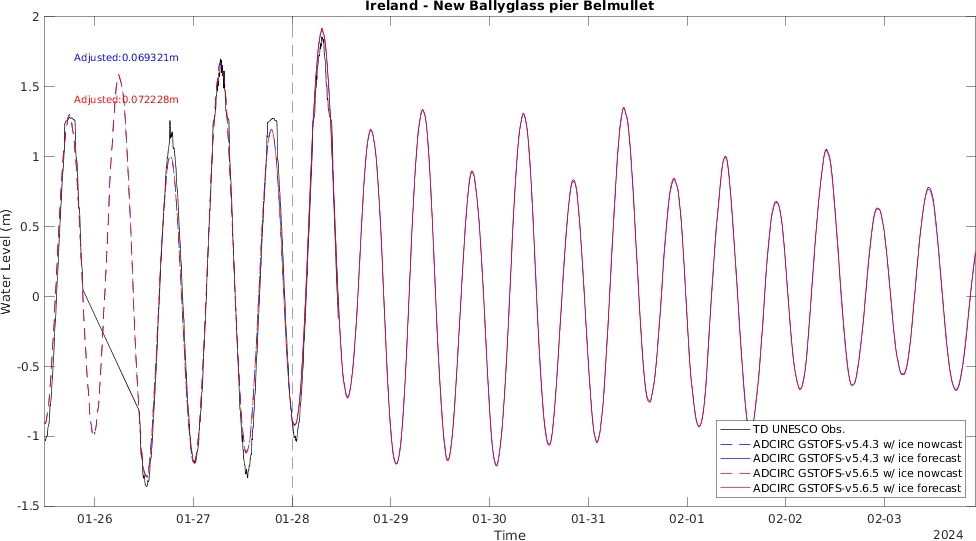 Ireland - New Ballyglass pier Belmullet
Adjusted:0.069321m
Adjusted:0.072228m
Water Level (m)
2
1.5
1
0.5
0
-0.5
-1
-1.5
TD UNESCO Obs.
ADCIRC GSTOFS-v5.4.3 w/ ice nowcast
ADCIRC GSTOFS-v5.4.3 w/ ice forecast
ADCIRC GSTOFS-v5.6.5 w/ ice nowcast
ADCIRC GSTOFS-v5.6.5 w/ ice forecast
01-26 01-27 01-28 01-29 01-30 01-31 02-01 02-02 02-03
Time
2024